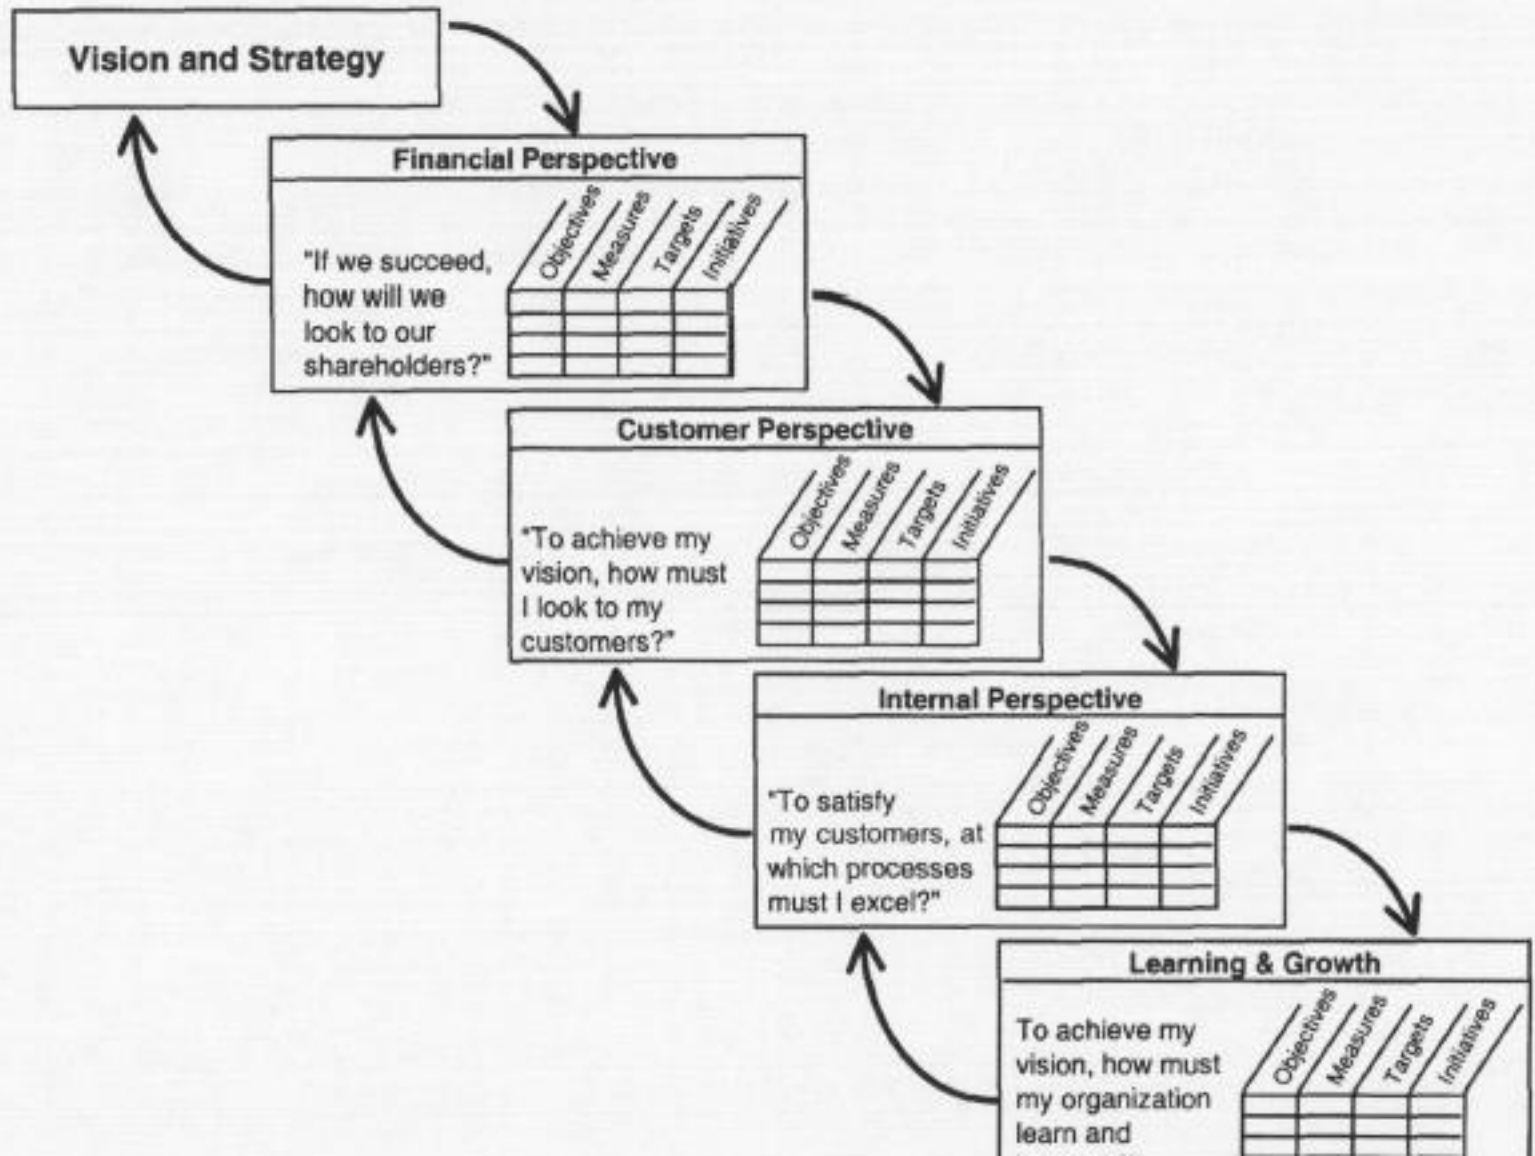 Vision and Strategy
Financial Perspective
Objectives
Measures
Targets
Initiatives
"If we succeed,
how will we
look to our
shareholders?"
Customer Perspective
Objectives
Measures
Targets
Initiatives
"To achieve my
vision, how must
I look to my
customers?"
Internal Perspective
Objectives
Measures
Targets
Initiatives
"To satisfy
my customers, at
which processes
must I excel?"
Learning & Growth
Objectives
Measures
Targets
Initiatives
To achieve my
vision, how must
my organization
learn and